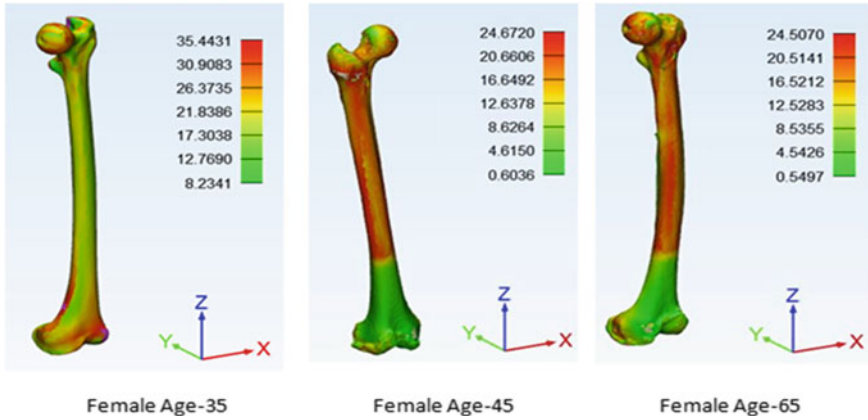 35.4431
30.9083
26.3735
21.8386
17.3038
12.7690
8.2341
Z
Y
X
Female Age-35
24.6720
20.6606
16.6492
12.6378
8.6264
4.6150
0.6036
Z
Y
X
Female Age-45
24.5070
20.5141
16.5212
12.5283
8.5355
4.5426
0.5497
Z
Y
X
Female Age-65